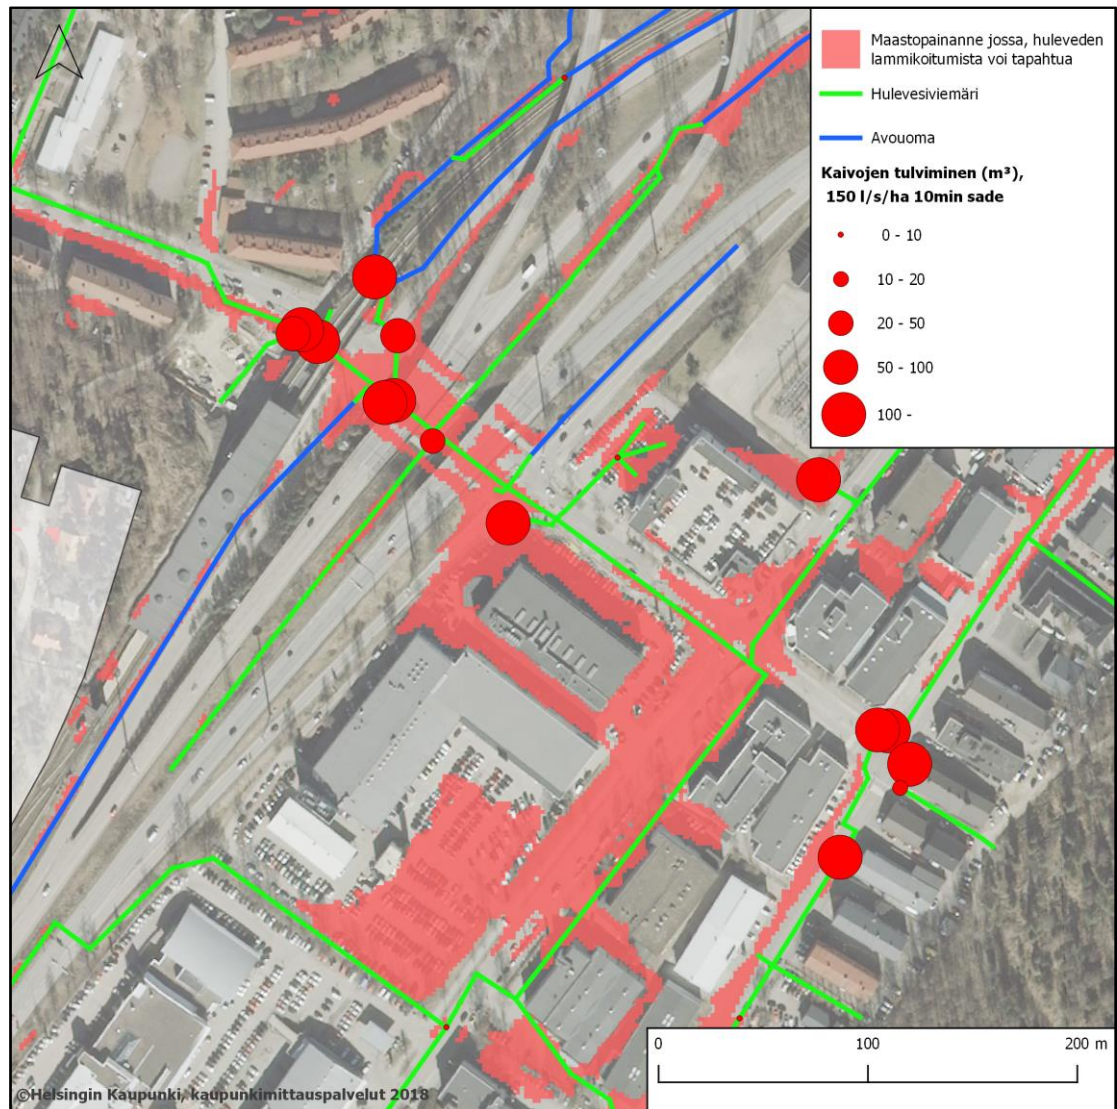 Maastopainanne jossa, huleveden
lammikoitumista voi tapahtua
Hulevesiviemäri
Avouoma
Kaivojen tulviminen (m³),
150 l/s/ha 10min sade
0 - 10
10 - 20
20 - 50
50 - 100
100 -
0 100 200 m
©Helsingin Kaupunki, kaupunkimittauspalvelut 2018